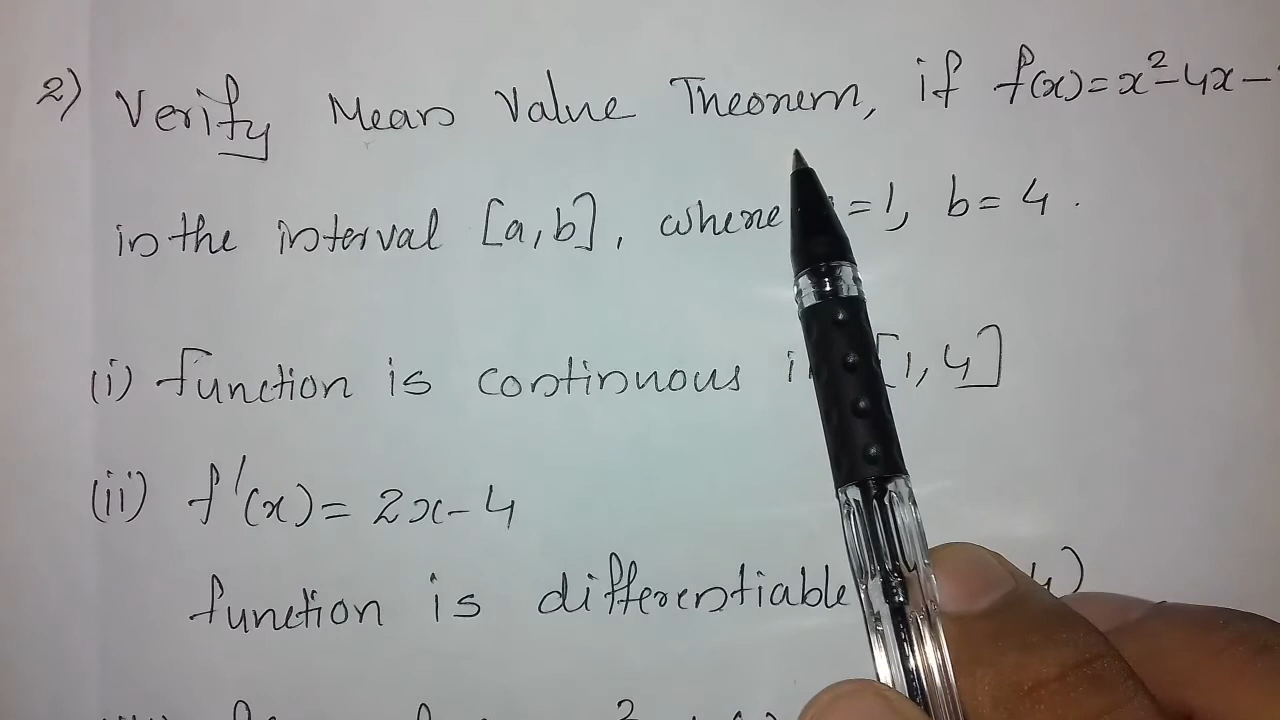 2) Verify Mean Value Theorem, if f(x)=x²-4x-
in the interval [a,b], where =1, b=4.
(i) function is continuous [1,4]
(ii) f'(x)=2x-4
function is differentiable 4)